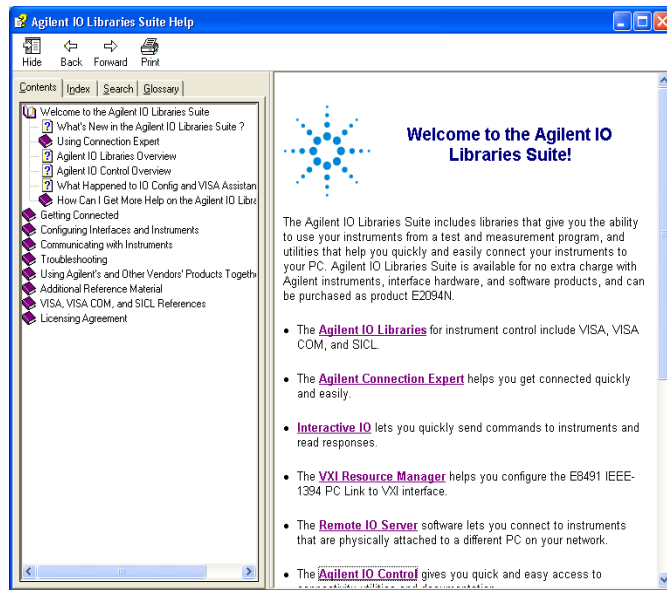 Agilent IO Libraries Suite Help
Hide Back Forward Print
Contents Index Search Glossary
Welcome to the Agilent IO Libraries Suite
What's New in the Agilent IO Libraries Suite ?
Using Connection Expert
Agilent IO Libraries Overview
Agilent IO Control Overview
What Happened to IO Config and VISA Assistan
How Can I Get More Help on the Agilent IO Libra
Getting Connected
Configuring Interfaces and Instruments
Communicating with Instruments
Troubleshooting
Using Agilent's and Other Vendors' Products Togeth
Additional Reference Material
VISA, VISA COM, and SICL References
Licensing Agreement
Welcome to the Agilent IO
Libraries Suite!
The Agilent IO Libraries Suite includes libraries that give you the ability
to use your instruments from a test and measurement program, and
utilities that help you quickly and easily connect your instruments to
your PC. Agilent IO Libraries Suite is available for no extra charge with
Agilent instruments, interface hardware, and software products, and can
be purchased as product E2094N.
• The Agilent IO Libraries for instrument control include VISA, VISA
COM, and SICL.
• The Agilent Connection Expert helps you get connected quickly
and easily.
• Interactive IO lets you quickly send commands to instruments and
read responses.
• The VXI Resource Manager helps you configure the E8491 IEEE-
1394 PC Link to VXI interface.
• The Remote IO Server software lets you connect to instruments
that are physically attached to a different PC on your network.
• The Agilent IO Control gives you quick and easy access to